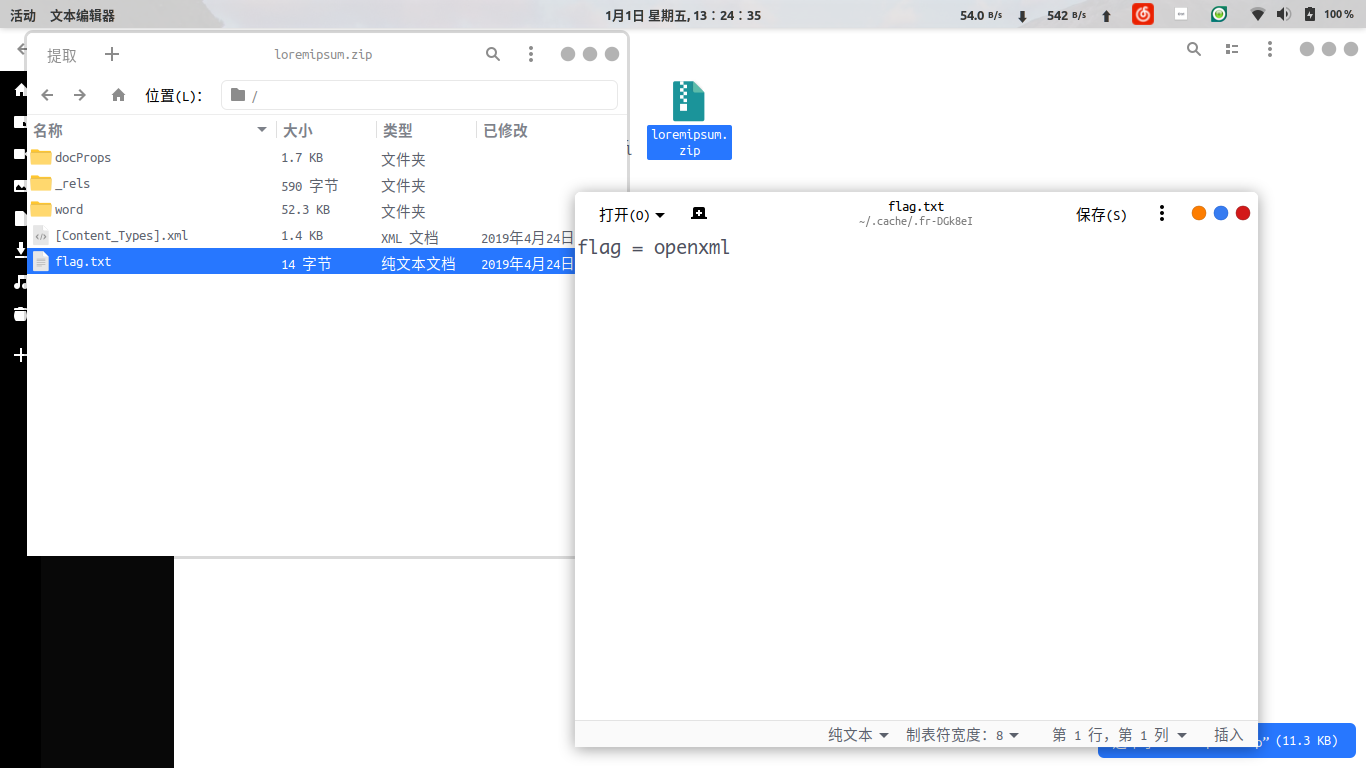 活动 文本编辑器 1月1日 星期五, 13∶24∶35 54.0 B/s 542 B/s 100 %
提取 loremipsum.zip
位置(L)： /
名称 大小 类型 已修改
docProps 1.7 KB 文件夹
_rels 590 字节 文件夹
word 52.3 KB 文件夹
[Content_Types].xml 1.4 KB XML 文档 2019年4月24日
flag.txt 14 字节 纯文本文档 2019年4月24日
loremipsum.
zip
打开(O) flag.txt 保存(S)
~/.cache/.fr-DGk8eI
flag = openxml
纯文本 制表符宽度：8 第 1 行，第 1 列 插入
(11.3 KB)